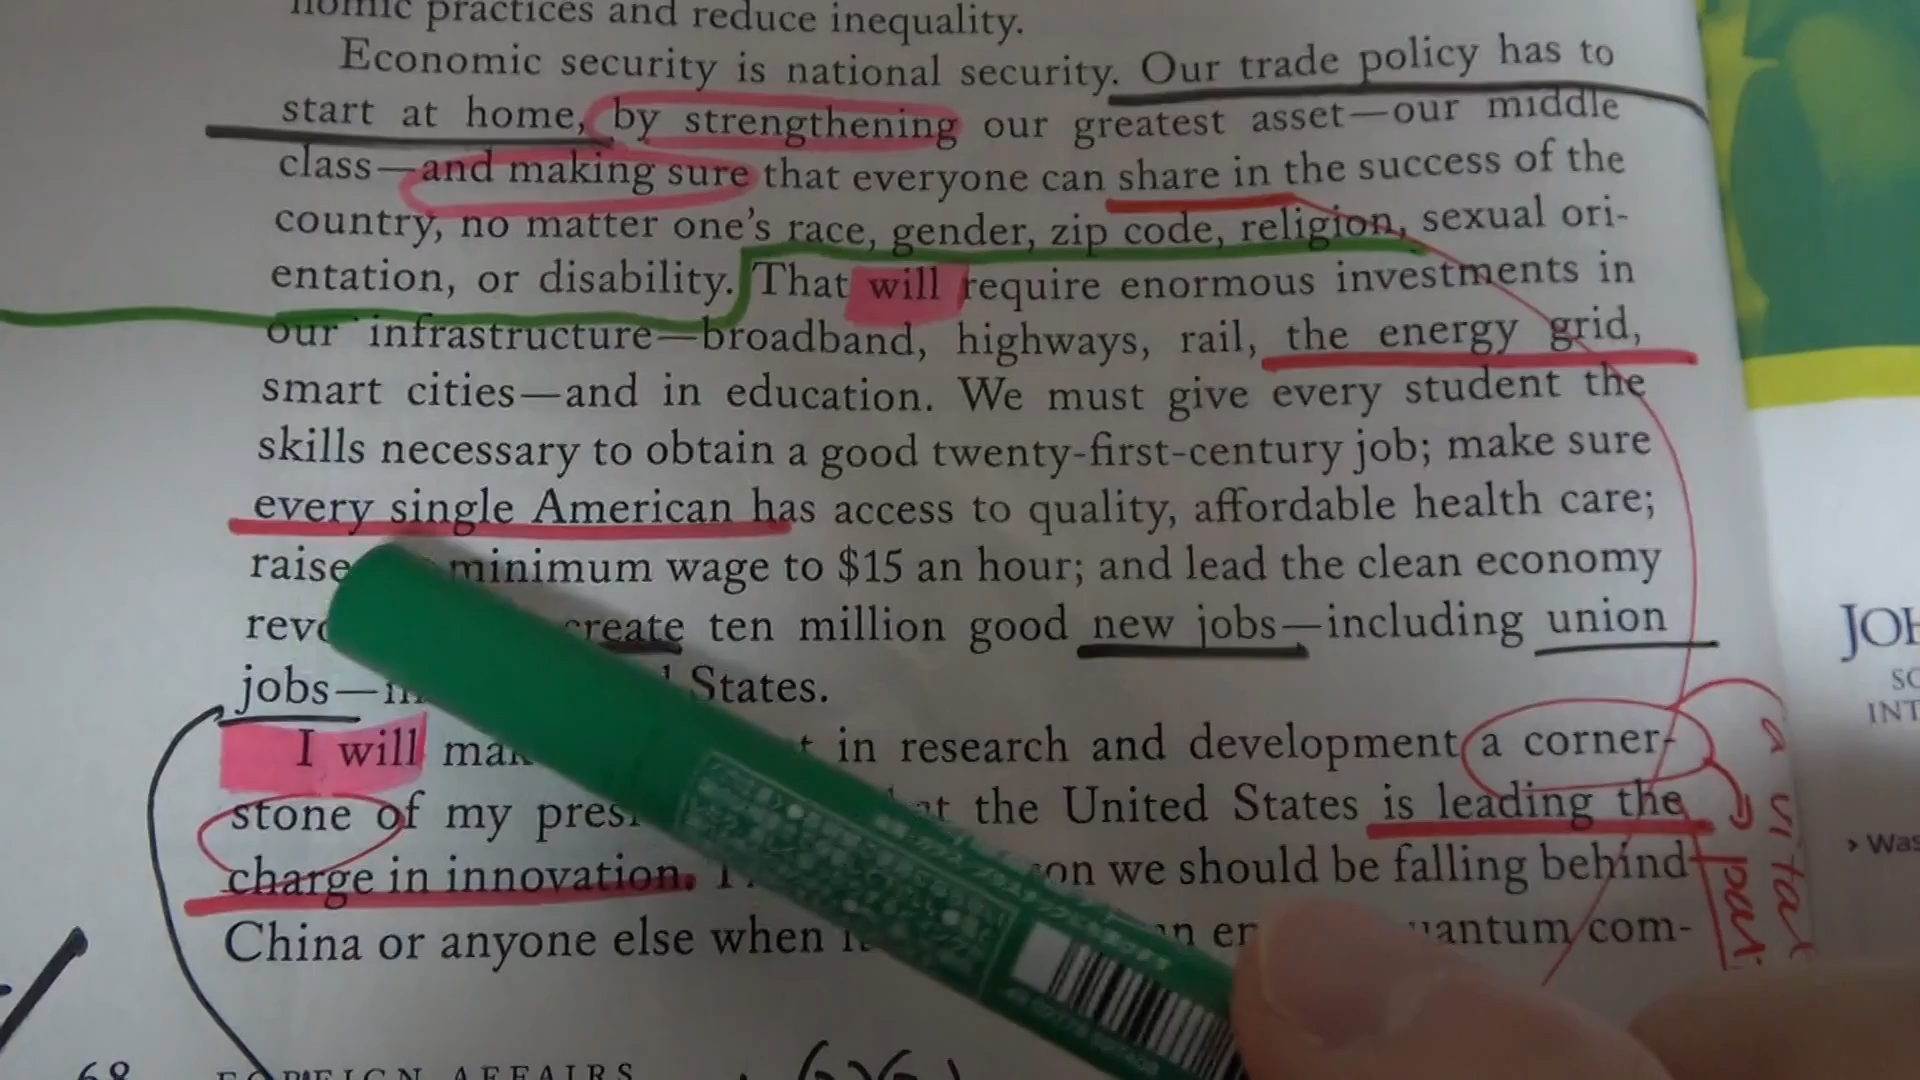 nomic practices and reduce inequality.
Economic security is national security. Our trade policy has to
start at home, by strengthening our greatest asset—our middle
class—and making sure that everyone can share in the success of the
country, no matter one's race, gender, zip code, religion, sexual ori-
entation, or disability. That will require enormous investments in
our infrastructure—broadband, highways, rail, the energy grid,
smart cities—and in education. We must give every student the
skills necessary to obtain a good twenty-first-century job; make sure
every single American has access to quality, affordable health care;
raise minimum wage to $15 an hour; and lead the clean economy
create ten million good new jobs—including union
jobs— States.
I will in research and development a corner-
stone of my the United States is leading the
charge in innovation. we should be falling behind
China or anyone else when com-
68 FOREIGN AFFAIRS
a vital
part
JOH
SC
INT
› Was